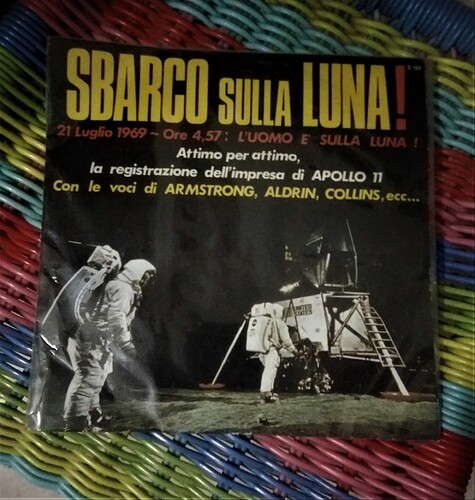 SBARCO SULLA LUNA!
21 Luglio 1969 - Ore 4,57: L'UOMO E' SULLA LUNA !
Attimo per attimo,
la registrazione dell'impresa di APOLLO 11
Con le voci di ARMSTRONG, ALDRIN, COLLINS, ecc...
UNITED
STATES